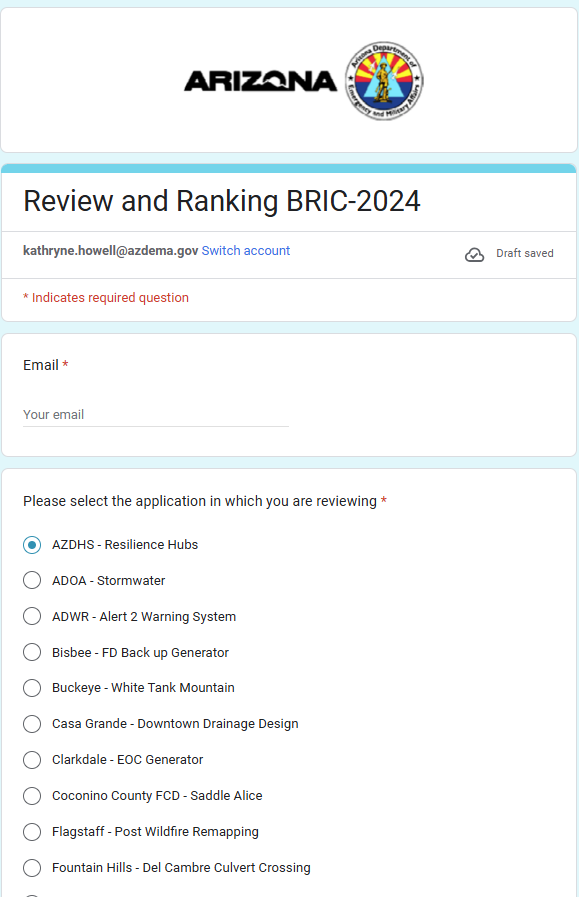 ARIZONA
Arizona Department of
Emergency and Military Affairs
Review and Ranking BRIC-2024
kathryne.howell@azdema.gov Switch account
Draft saved
* Indicates required question
Email *
Your email
Please select the application in which you are reviewing *
AZDHS - Resilience Hubs
ADOA - Stormwater
ADWR - Alert 2 Warning System
Bisbee - FD Back up Generator
Buckeye - White Tank Mountain
Casa Grande - Downtown Drainage Design
Clarkdale - EOC Generator
Coconino County FCD - Saddle Alice
Flagstaff - Post Wildfire Remapping
Fountain Hills - Del Cambre Culvert Crossing